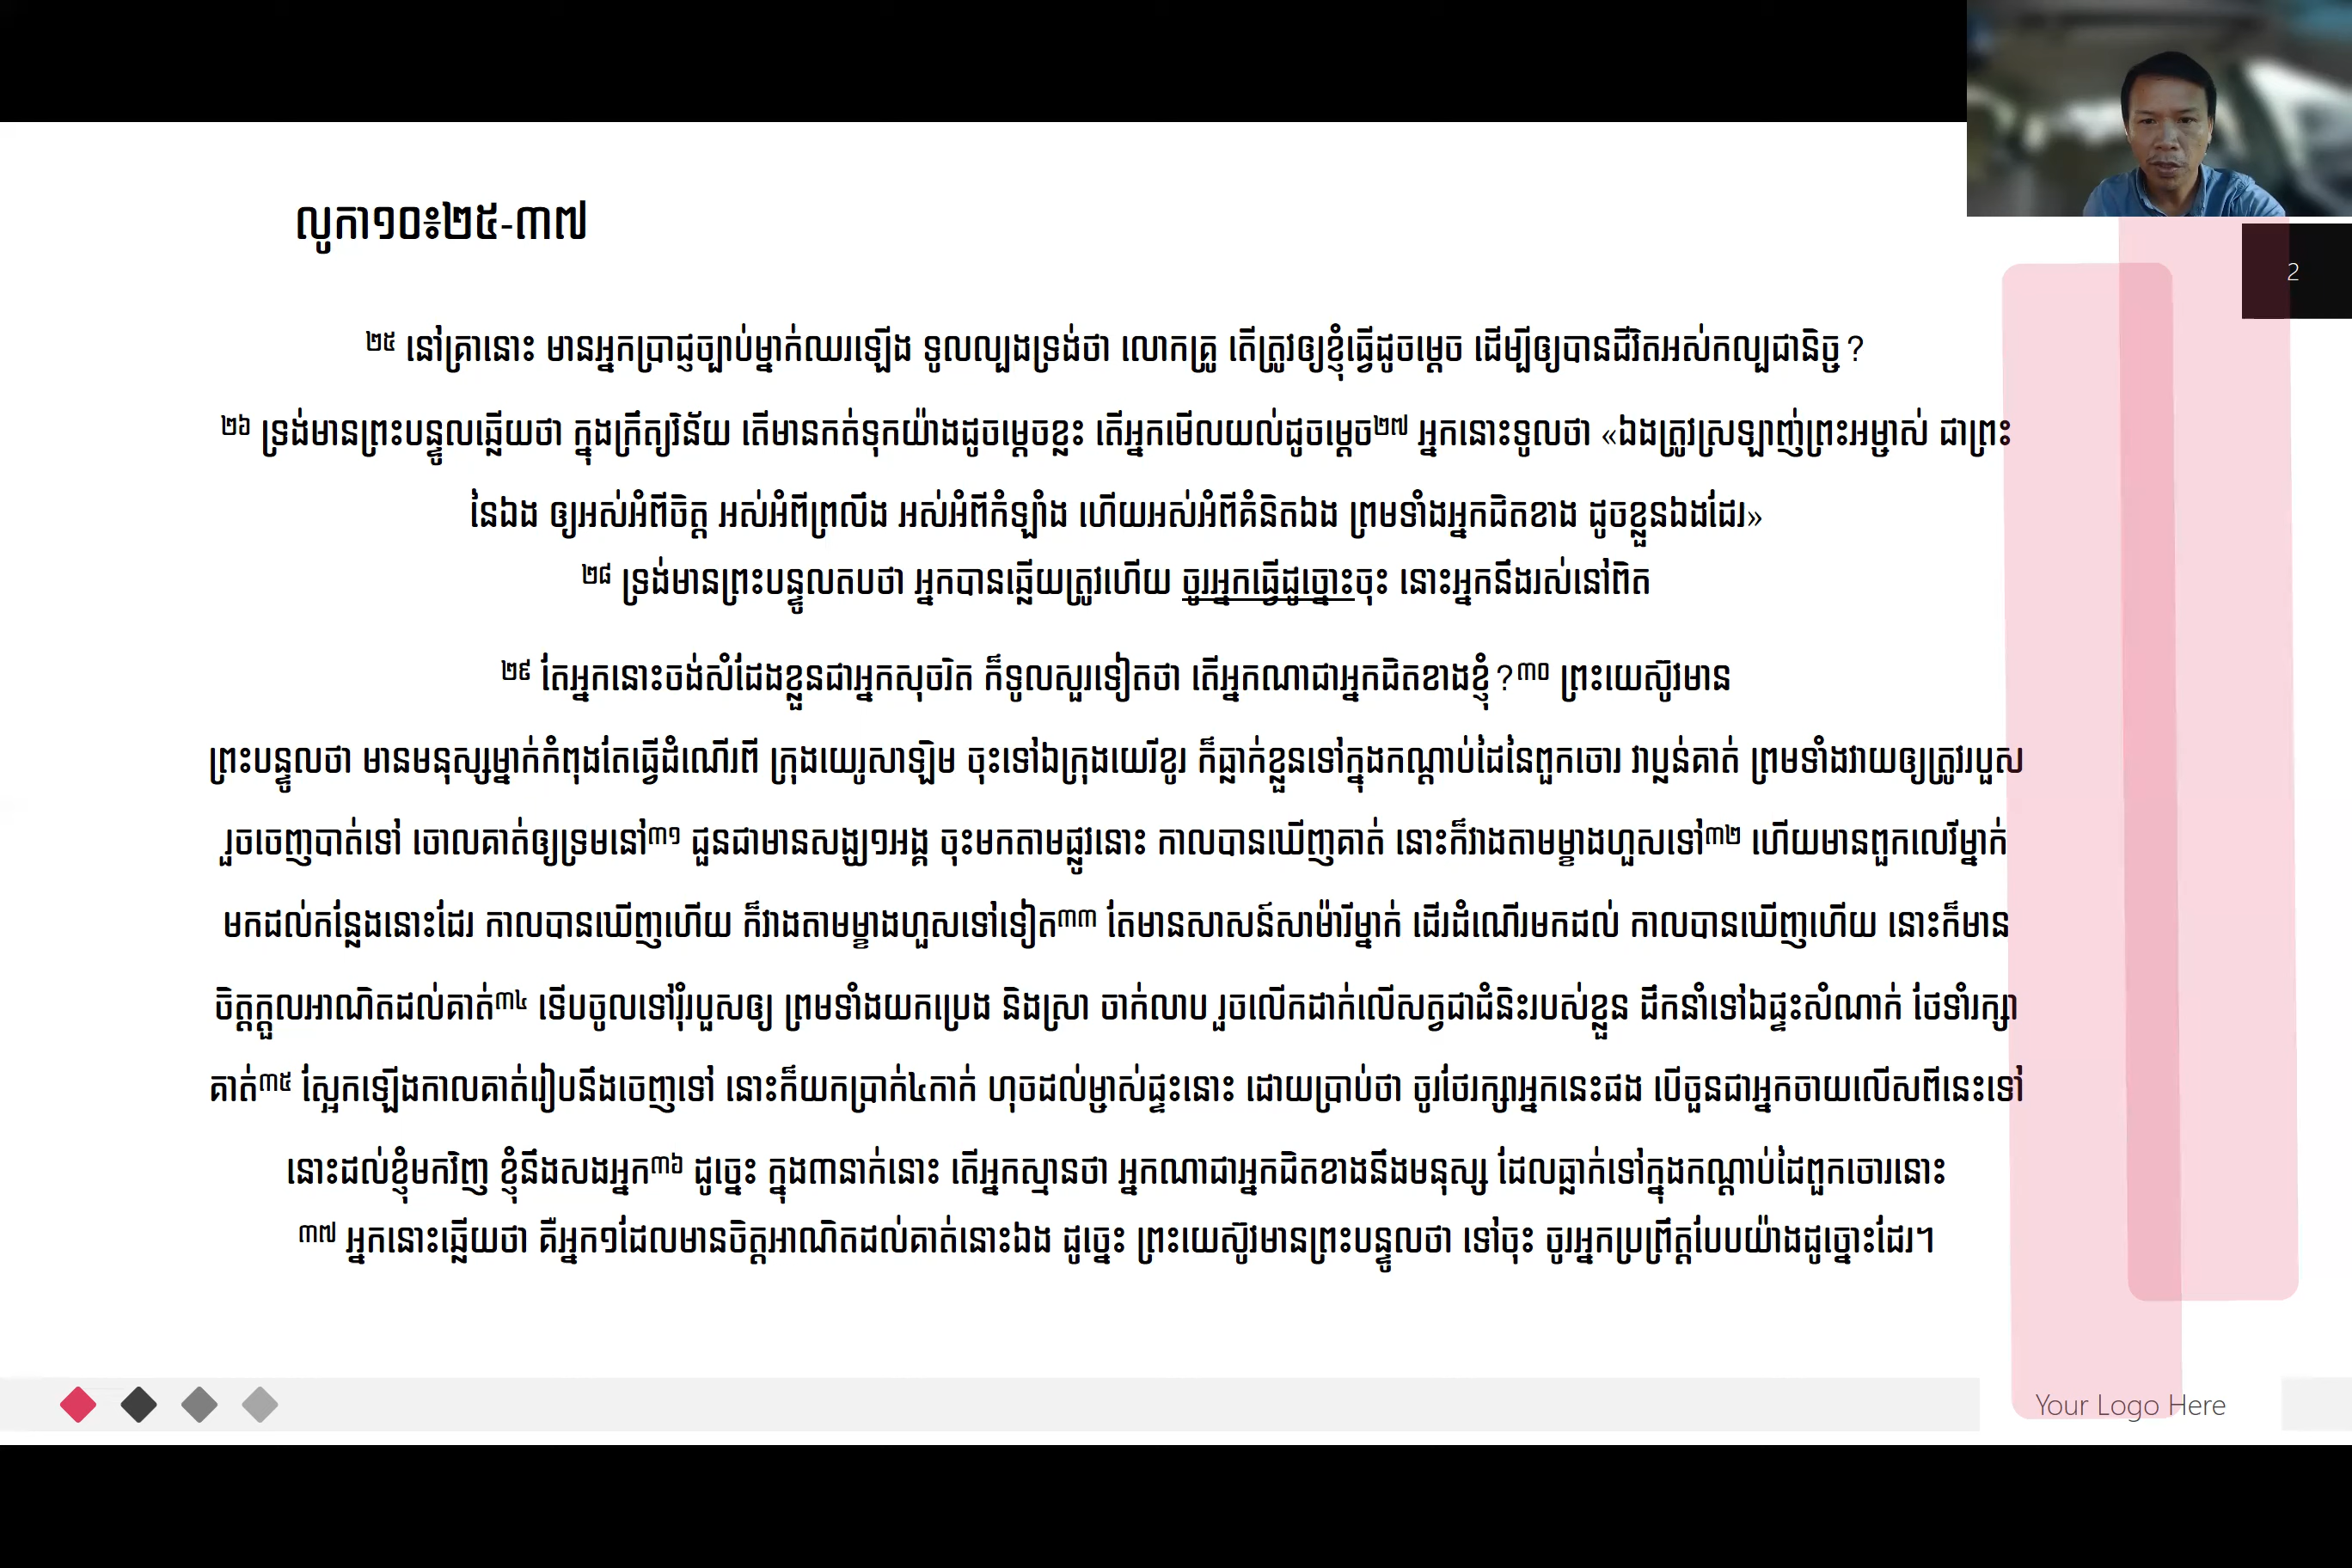 លូកា១០៖២៥-៣៧
2
២៥ នៅគ្រានោះ មានអ្នកប្រាជ្ញច្បាប់ម្នាក់ឈរឡើង ទូលល្បងទ្រង់ថា លោកគ្រូ តើត្រូវឲ្យខ្ញុំធ្វើដូចម្តេច ដើម្បីឲ្យបានជីវិតអស់កល្បជានិច្ច?
២៦ ទ្រង់មានព្រះបន្ទូលឆ្លើយថា ក្នុងក្រឹត្យវិន័យ តើមានកត់ទុកយ៉ាងដូចម្តេចខ្លះ តើអ្នកមើលយល់ដូចម្តេច២៧ អ្នកនោះទូលថា «ឯងត្រូវស្រឡាញ់ព្រះអម្ចាស់ ជាព្រះ
នៃឯង ឲ្យអស់អំពីចិត្ត អស់អំពីព្រលឹង អស់អំពីកំឡាំង ហើយអស់អំពីគំនិតឯង ព្រមទាំងអ្នកជិតខាង ដូចខ្លួនឯងដែរ»
២៨ ទ្រង់មានព្រះបន្ទូលតបថា អ្នកបានឆ្លើយត្រូវហើយ ចូរអ្នកធ្វើដូច្នោះចុះ នោះអ្នកនឹងរស់នៅពិត
២៩ តែអ្នកនោះចង់សំដែងខ្លួនជាអ្នកសុចរិត ក៏ទូលសួរទៀតថា តើអ្នកណាជាអ្នកជិតខាងខ្ញុំ?៣០ ព្រះយេស៊ូវមាន
ព្រះបន្ទូលថា មានមនុស្សម្នាក់កំពុងតែធ្វើដំណើរពី ក្រុងយេរូសាឡិម ចុះទៅឯក្រុងយេរីខូរ ក៏ធ្លាក់ខ្លួនទៅក្នុងកណ្តាប់ដៃនៃពួកចោរ វាប្លន់គាត់ ព្រមទាំងវាយឲ្យត្រូវរបួស
រួចចេញបាត់ទៅ ចោលគាត់ឲ្យទ្រមនៅ៣១ ជួនជាមានសង្ឃ១អង្គ ចុះមកតាមផ្លូវនោះ កាលបានឃើញគាត់ នោះក៏វាងតាមម្ខាងហួសទៅ៣២ ហើយមានពួកលេវីម្នាក់
មកដល់កន្លែងនោះដែរ កាលបានឃើញហើយ ក៏វាងតាមម្ខាងហួសទៅទៀត៣៣ តែមានសាសន៍សាម៉ារីម្នាក់ ដើរដំណើរមកដល់ កាលបានឃើញហើយ នោះក៏មាន
ចិត្តក្តួលអាណិតដល់គាត់៣៤ ទើបចូលទៅរុំរបួសឲ្យ ព្រមទាំងយកប្រេង និងស្រា ចាក់លាប រួចលើកដាក់លើសត្វជាជំនិះរបស់ខ្លួន ដឹកនាំទៅឯផ្ទះសំណាក់ ថែទាំរក្សា
គាត់៣៥ ស្អែកឡើងកាលគាត់រៀបនឹងចេញទៅ នោះក៏យកប្រាក់៤កាក់ ហុចដល់ម្ចាស់ផ្ទះនោះ ដោយប្រាប់ថា ចូរថែរក្សាអ្នកនេះផង បើចួនជាអ្នកចាយលើសពីនេះទៅ
នោះដល់ខ្ញុំមកវិញ ខ្ញុំនឹងសងអ្នក៣៦ ដូច្នេះ ក្នុង៣នាក់នោះ តើអ្នកស្មានថា អ្នកណាជាអ្នកជិតខាងនឹងមនុស្ស ដែលធ្លាក់ទៅក្នុងកណ្តាប់ដៃពួកចោរនោះ
៣៧ អ្នកនោះឆ្លើយថា គឺអ្នក១ដែលមានចិត្តអាណិតដល់គាត់នោះឯង ដូច្នេះ ព្រះយេស៊ូវមានព្រះបន្ទូលថា ទៅចុះ ចូរអ្នកប្រព្រឹត្តបែបយ៉ាងដូច្នោះដែរ។
Your Logo Here